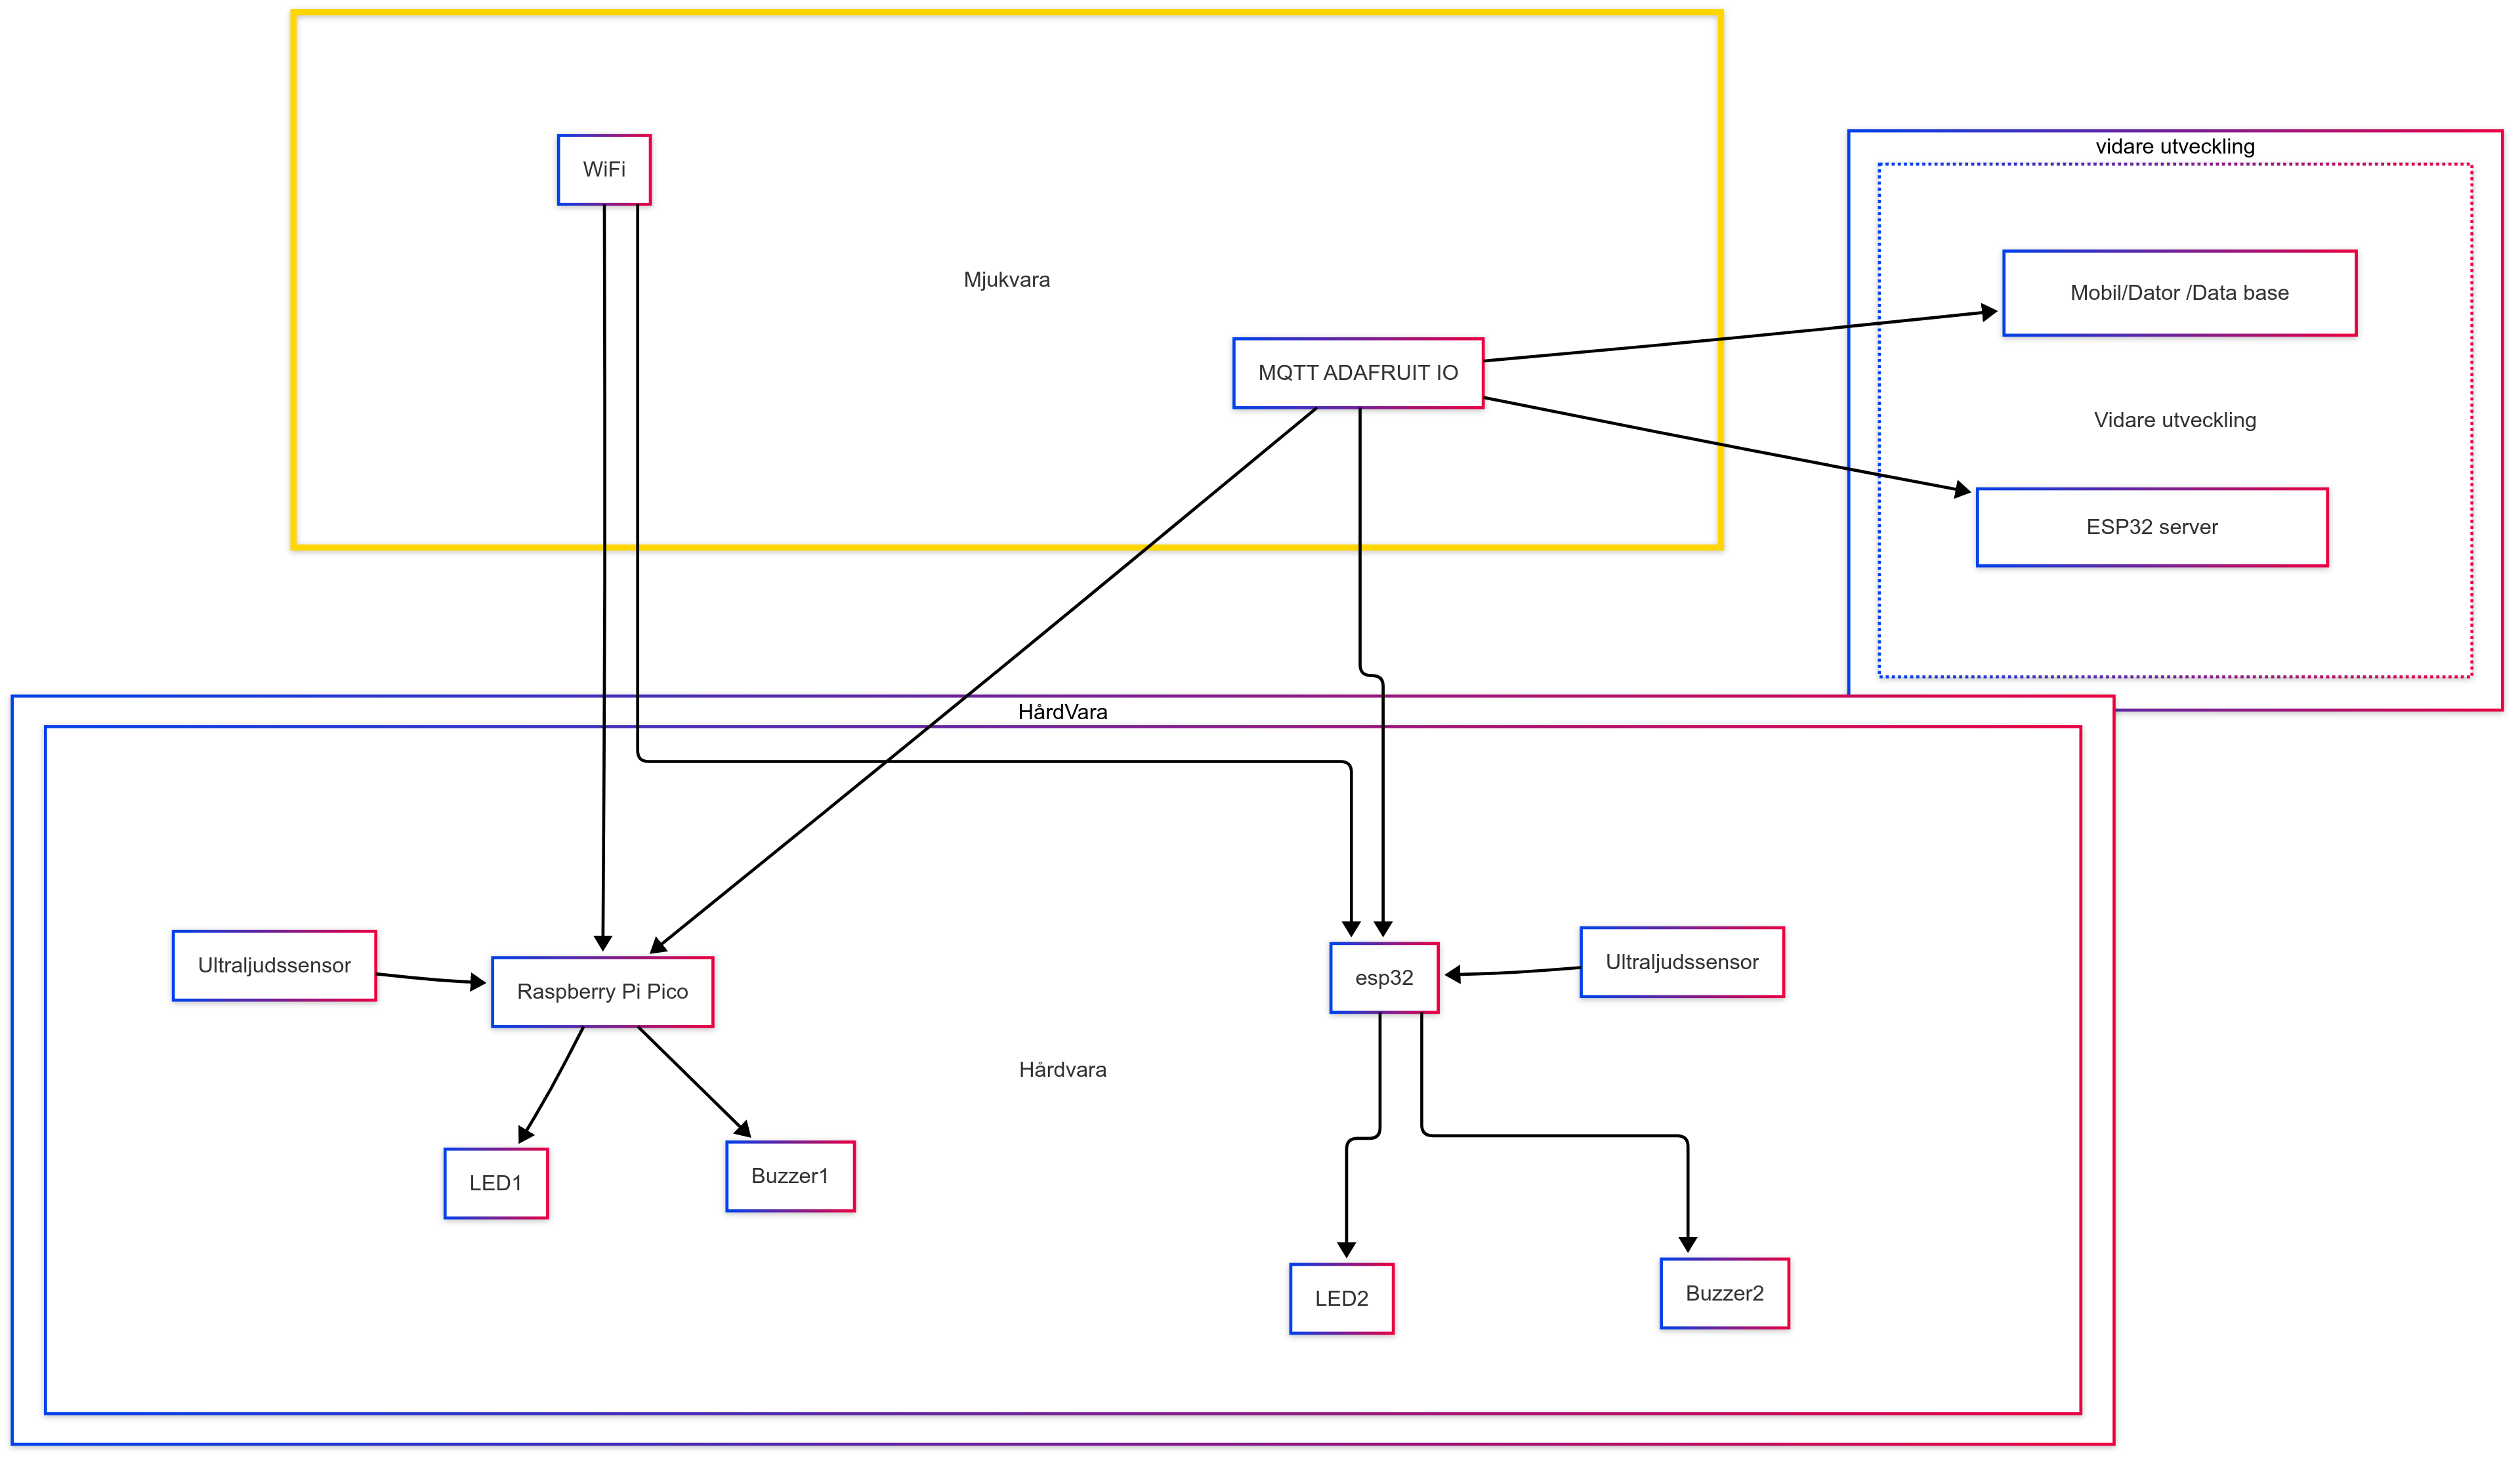 WiFi
Mjukvara
MQTT ADAFRUIT IO
vidare utveckling
Mobil/Dator /Data base
Vidare utveckling
ESP32 server
HårdVara
Ultraljudssensor
Raspberry Pi Pico
esp32
Ultraljudssensor
Hårdvara
LED1
Buzzer1
LED2
Buzzer2